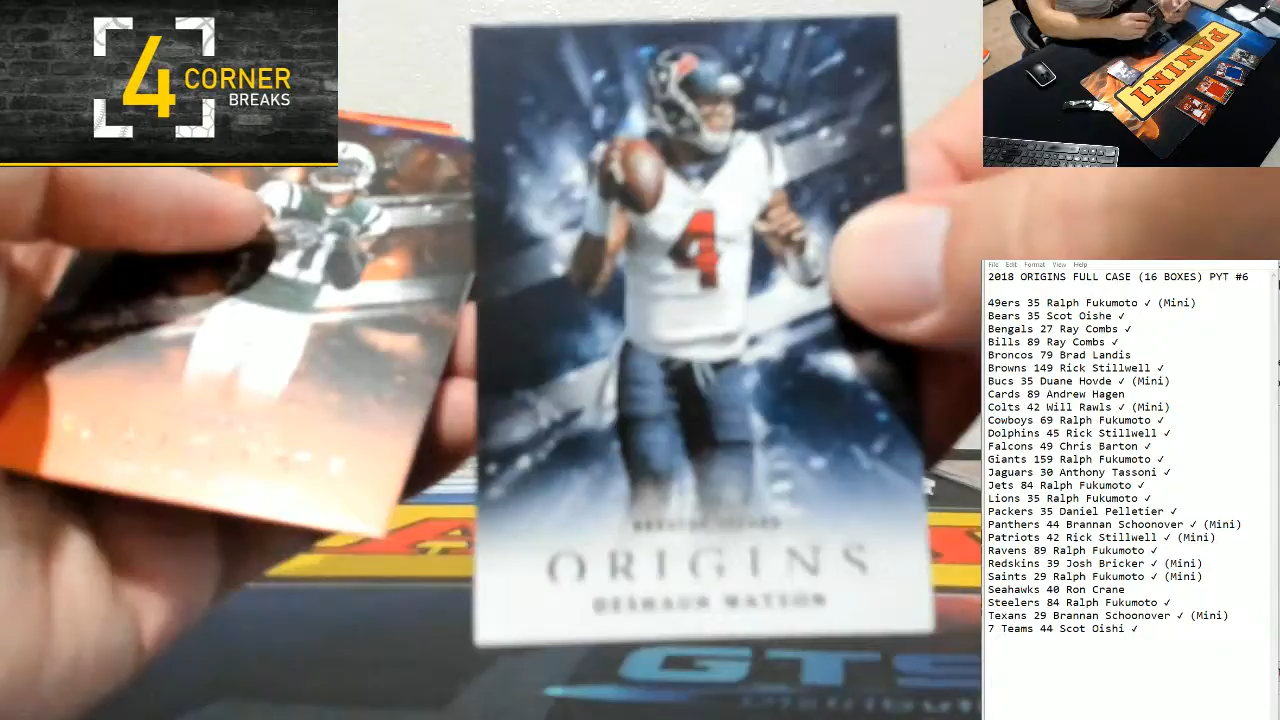 4 CORNER
BREAKS
4
ORIGINS
DESHAUN WATSON
GTS
PANINI
File Edit Format View Help
2018 ORIGINS FULL CASE (16 BOXES) PYT #6
49ers 35 Ralph Fukumoto ✓ (Mini)
Bears 35 Scot Oishe ✓
Bengals 27 Ray Combs ✓
Bills 89 Ray Combs ✓
Broncos 79 Brad Landis
Browns 149 Rick Stillwell ✓
Bucs 35 Duane Hovde ✓ (Mini)
Cards 89 Andrew Hagen
Colts 42 Will Rawls ✓ (Mini)
Cowboys 69 Ralph Fukumoto ✓
Dolphins 45 Rick Stillwell ✓
Falcons 49 Chris Barton ✓
Giants 159 Ralph Fukumoto ✓
Jaguars 30 Anthony Tassoni ✓
Jets 84 Ralph Fukumoto ✓
Lions 35 Ralph Fukumoto ✓
Packers 35 Daniel Pelletier ✓
Panthers 44 Brannan Schoonover ✓ (Mini)
Patriots 42 Rick Stillwell ✓ (Mini)
Ravens 89 Ralph Fukumoto ✓
Redskins 39 Josh Bricker ✓ (Mini)
Saints 29 Ralph Fukumoto ✓ (Mini)
Seahawks 40 Ron Crane
Steelers 84 Ralph Fukumoto ✓
Texans 29 Brannan Schoonover ✓ (Mini)
7 Teams 44 Scot Oishi ✓